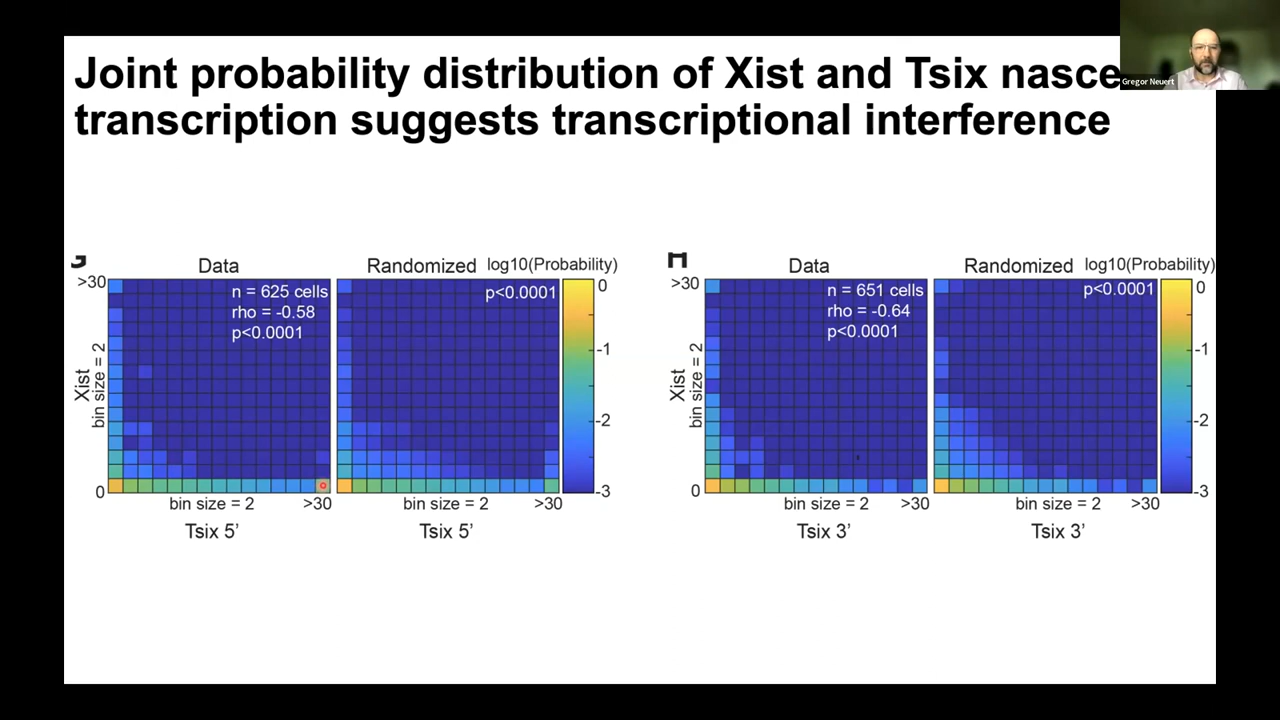 Joint probability distribution of Xist and Tsix nasce
transcription suggests transcriptional interference
Gregor Neuert
Data
Randomized
log10(Probability)
>30
n = 625 cells
rho = -0.58
p<0.0001
p<0.0001
0
-1
-2
-3
Xist
bin size = 2
0
bin size = 2
>30
bin size = 2
>30
Tsix 5’
Tsix 5’
H
Data
Randomized
log10(Probability)
>30
n = 651 cells
rho = -0.64
p<0.0001
p<0.0001
0
-1
-2
-3
Xist
bin size = 2
0
bin size = 2
>30
bin size = 2
>30
Tsix 3’
Tsix 3’